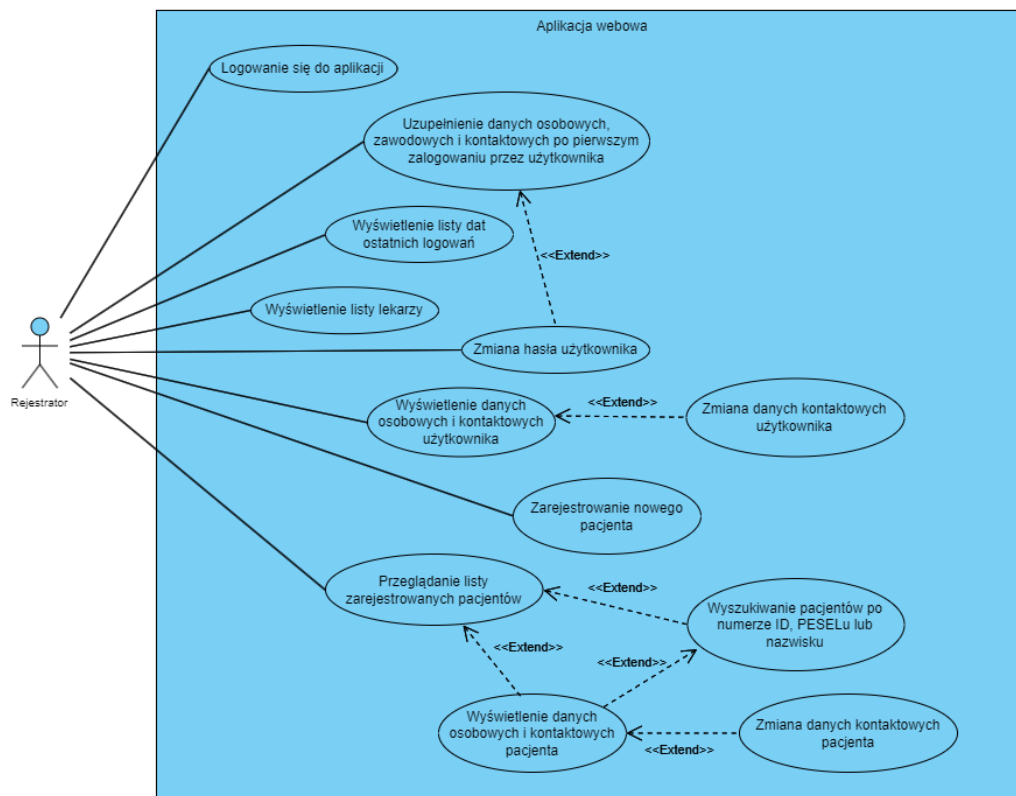 Aplikacja webowa
Logowanie się do aplikacji
Uzupełnienie danych osobowych,
zawodowych i kontaktowych po pierwszym
zalogowaniu przez użytkownika
Wyświetlenie listy dat
ostatnich logowań
<<Extend>>
Wyświetlenie listy lekarzy
Zmiana hasła użytkownika
Rejestrator
Wyświetlenie danych
osobowych i kontaktowych
użytkownika
<<Extend>>
Zmiana danych kontaktowych
użytkownika
Zarejestrowanie nowego
pacjenta
Przeglądanie listy
zarejestrowanych pacjentów
<<Extend>>
Wyszukiwanie pacjentów po
numerze ID, PESELu lub
nazwisku
<<Extend>>
<<Extend>>
Wyświetlenie danych
osobowych i kontaktowych
pacjenta
<<Extend>>
Zmiana danych kontaktowych
pacjenta